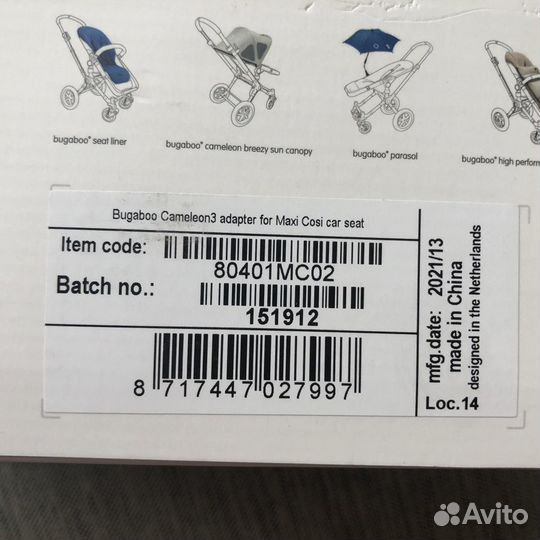 bugaboo® seat liner
bugaboo® cameleon breezy sun canopy
bugaboo® parasol
bugaboo® high perform
Bugaboo Cameleon3 adapter for Maxi Cosi car seat
Item code:
80401MC02
Batch no.:
151912
8 717447 027997
mfg.date: 2021/13
made in China
designed in the Netherlands
Loc.14
Avito